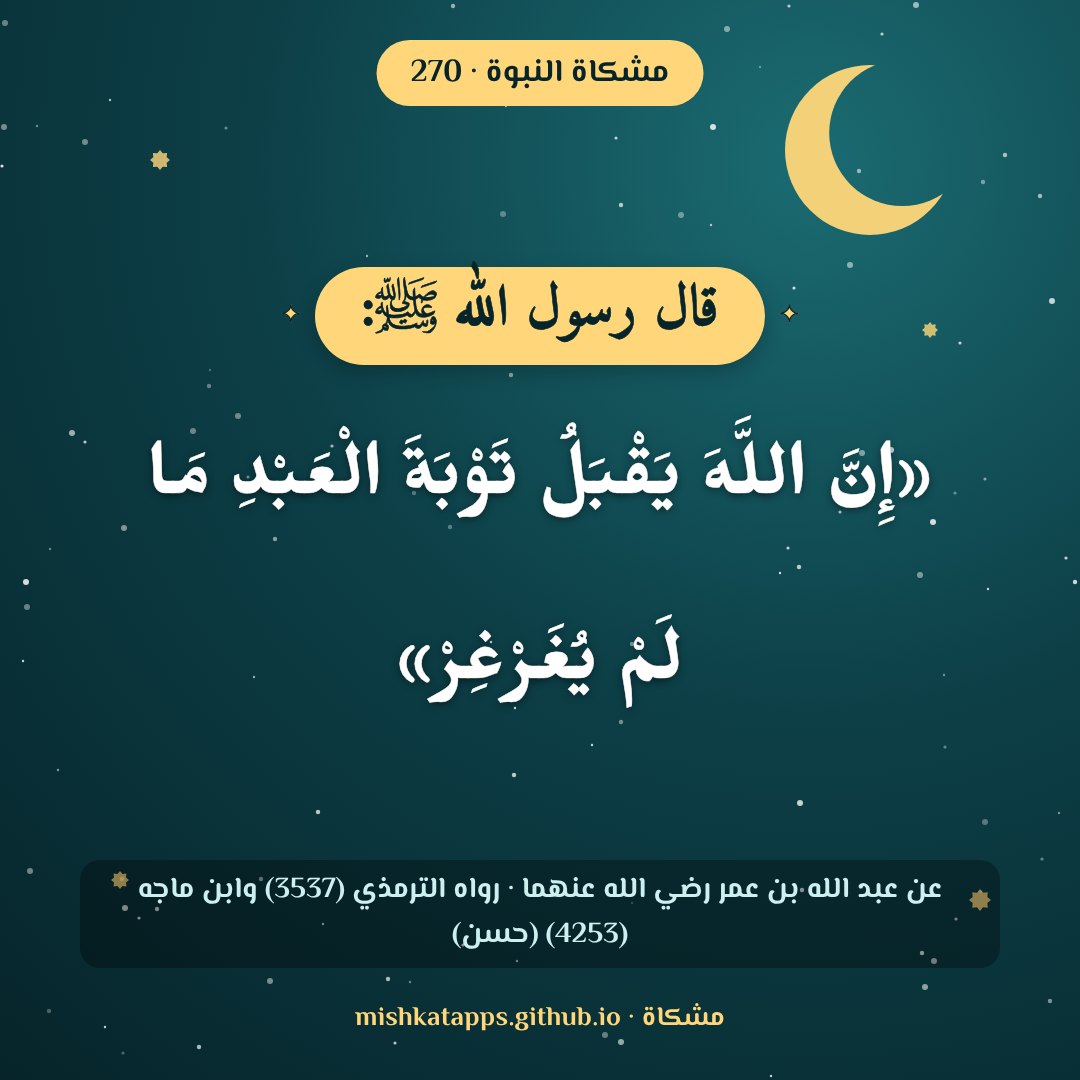 مشكاة النبوة · 270
قال رسول الله ﷺ:
«إِنَّ اللَّهَ يَقْبَلُ تَوْبَةَ الْعَبْدِ مَا
لَمْ يُغَرْغِرْ»
عن عبد الله بن عمر رضي الله عنهما · رواه الترمذي (3537) وابن ماجه
(4253) (حسن)
مشكاة · mishkatapps.github.io